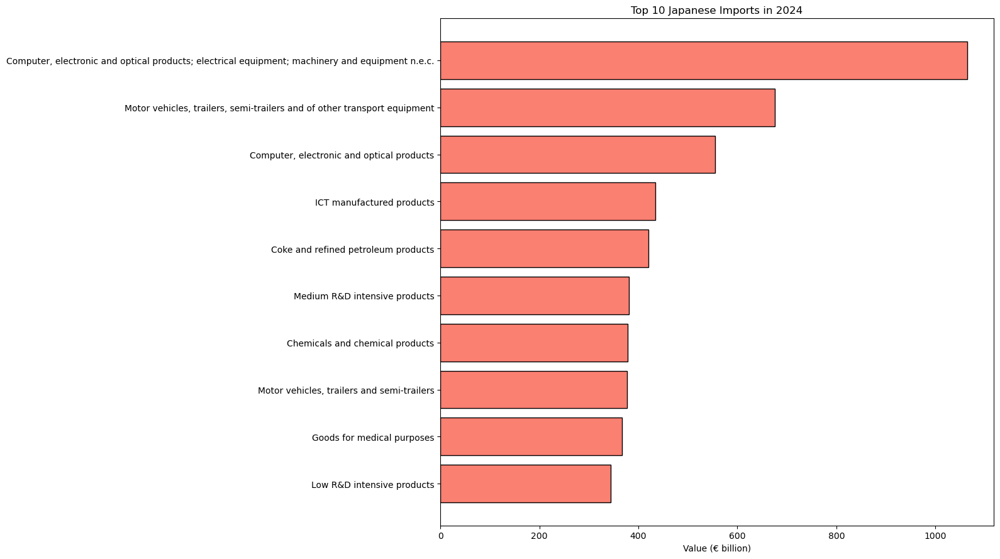 Top 10 Japanese Imports in 2024
Computer, electronic and optical products; electrical equipment; machinery and equipment n.e.c.
Motor vehicles, trailers, semi-trailers and of other transport equipment
Computer, electronic and optical products
ICT manufactured products
Coke and refined petroleum products
Medium R&D intensive products
Chemicals and chemical products
Motor vehicles, trailers and semi-trailers
Goods for medical purposes
Low R&D intensive products
0 200 400 600 800 1000
Value (€ billion)